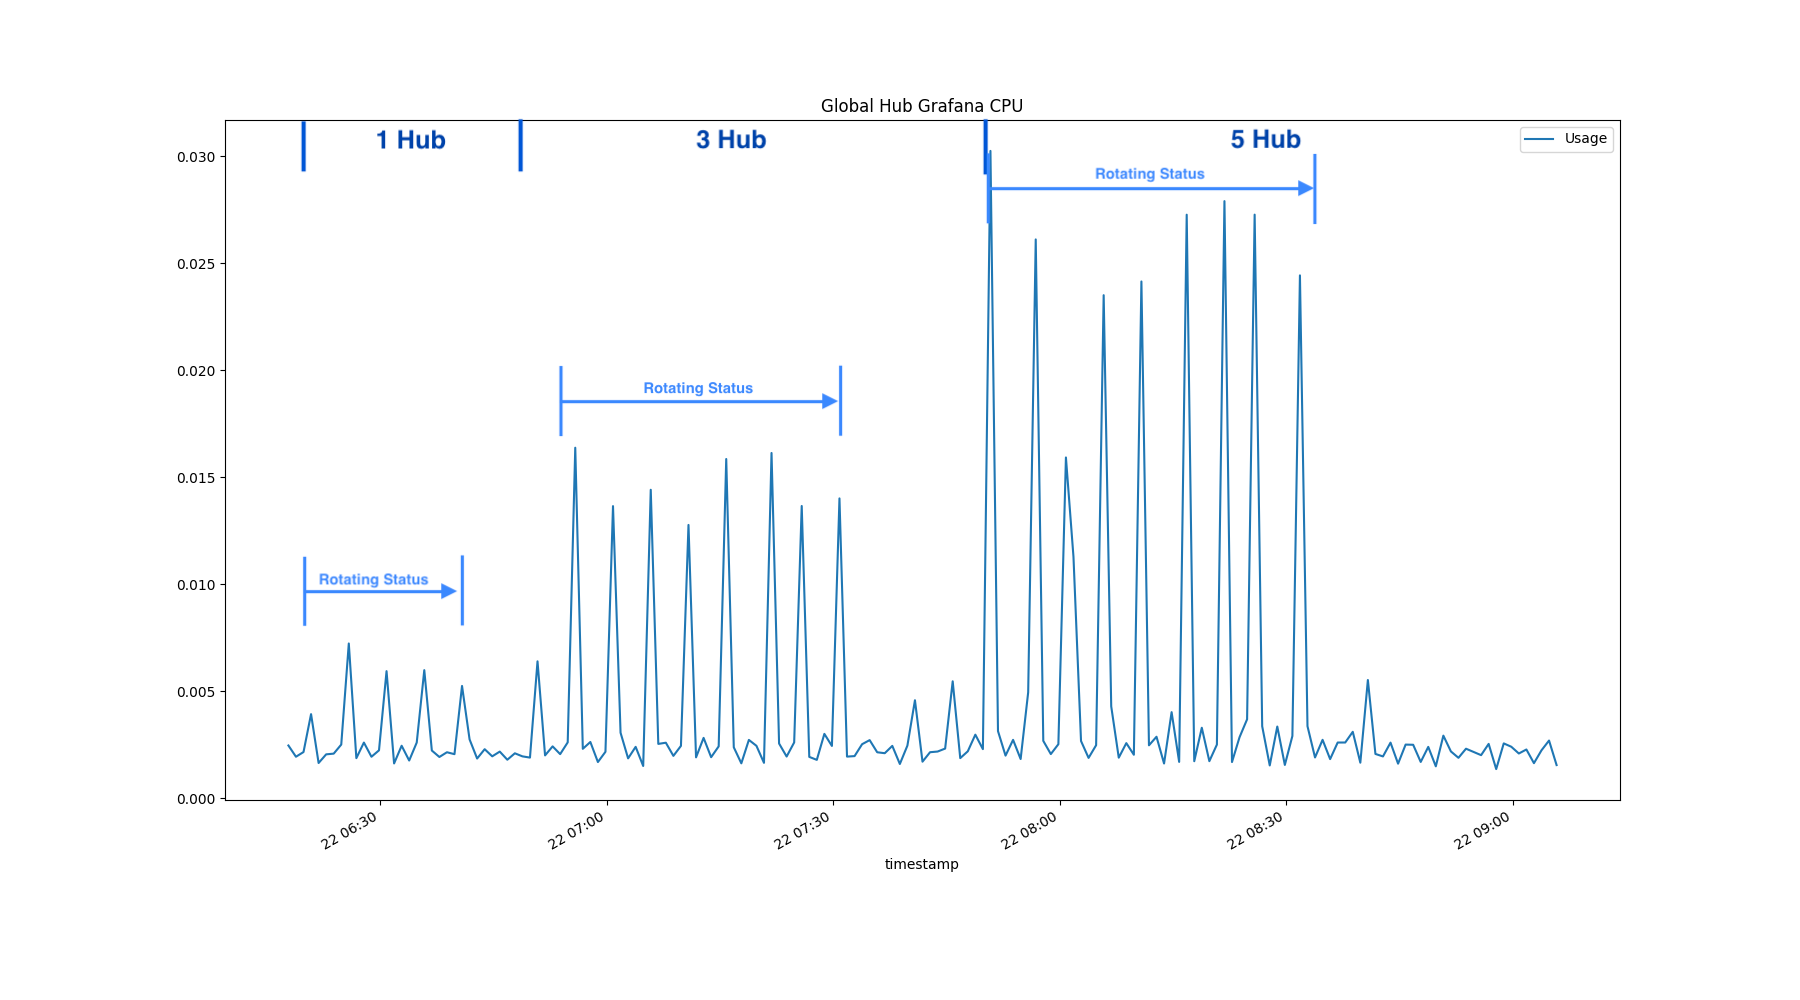 Global Hub Grafana CPU
1 Hub
3 Hub
5 Hub
Usage
Rotating Status
Rotating Status
Rotating Status
0.030
0.025
0.020
0.015
0.010
0.005
0.000
22 06:30
22 07:00
22 07:30
22 08:00
22 08:30
22 09:00
timestamp